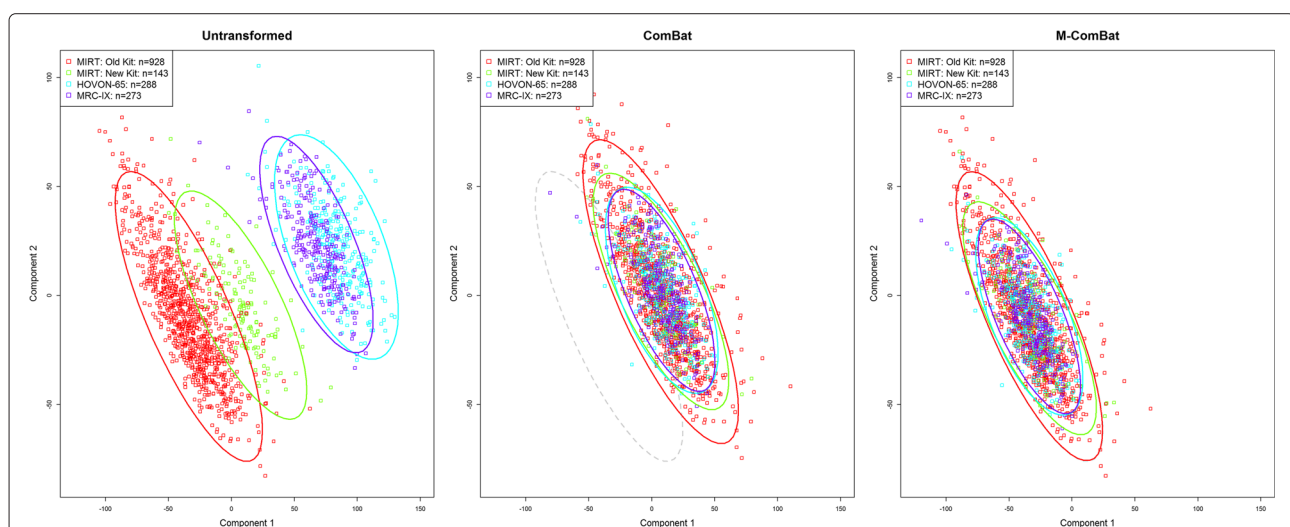 Untransformed
MIRT: Old Kit: n=928
MIRT: New Kit: n=143
HOVON-65: n=288
MRC-IX: n=273
Component 2
100
50
0
-50
-100
-50
0
50
100
150
Component 1
ComBat
MIRT: Old Kit: n=928
MIRT: New Kit: n=143
HOVON-65: n=288
MRC-IX: n=273
Component 2
100
50
0
-50
-100
-50
0
50
100
150
Component 1
M-ComBat
MIRT: Old Kit: n=928
MIRT: New Kit: n=143
HOVON-65: n=288
MRC-IX: n=273
Component 2
100
50
0
-50
-100
-50
0
50
100
150
Component 1